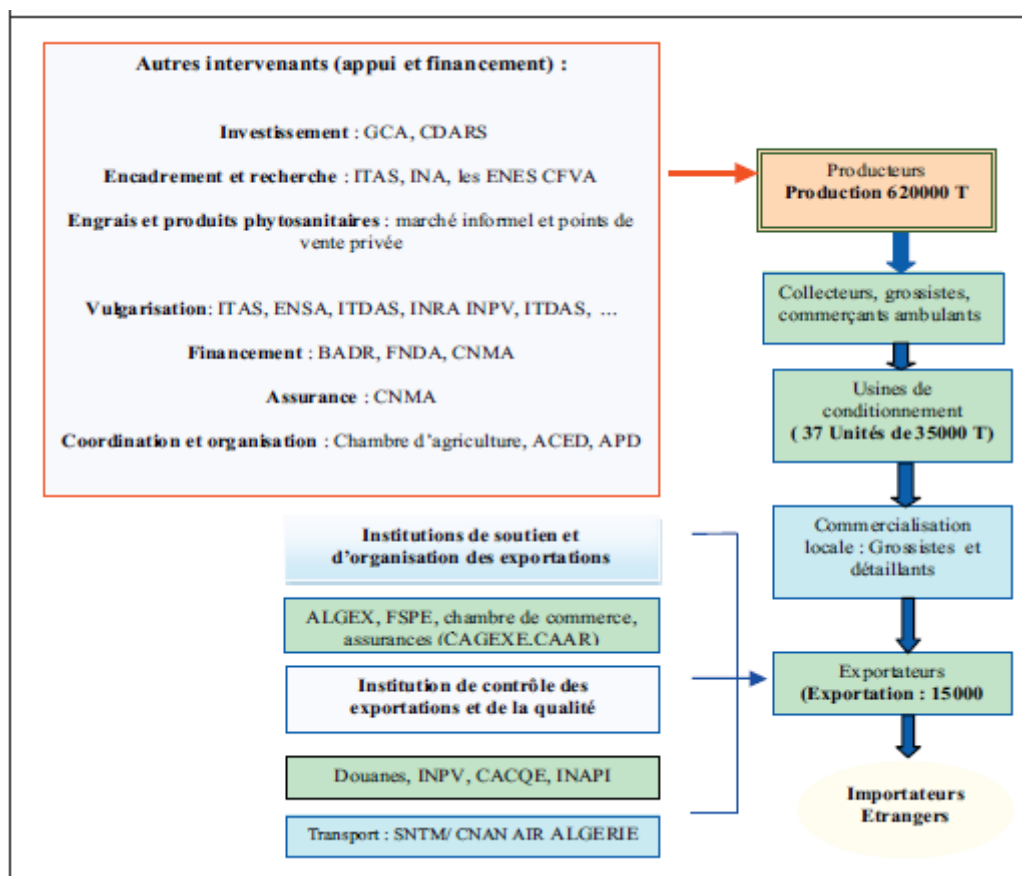 Autres intervenants (appui et financement) :
Investissement : GCA, CDARS
Encadrement et recherche : ITAS, INA, les ENES CFVA
Engrais et produits phytosanitaires : marché informel et points de
vente privée
Vulgarisation: ITAS, ENSA, ITDAS, INRA INPV, ITDAS, …
Financement : BADR, FNDA, CNMA
Assurance : CNMA
Coordination et organisation : Chambre d'agriculture, ACED, APD
Producteurs
Production 620000 T
Collecteurs, grossistes,
commerçants ambulants
Usines de
conditionnement
( 37 Unités de 35000 T)
Commercialisation
locale : Grossistes et
détaillants
Exportateurs
(Exportation : 15000
Importateurs
Etrangers
Institutions de soutien et
d'organisation des exportations
ALGEX, FSPE, chambre de commerce,
assurances (CAGEXE.CAAR)
Institution de contrôle des
exportations et de la qualité
Douanes, INPV, CACQE, INAPI
Transport : SNTM/ CNAN AIR ALGERIE